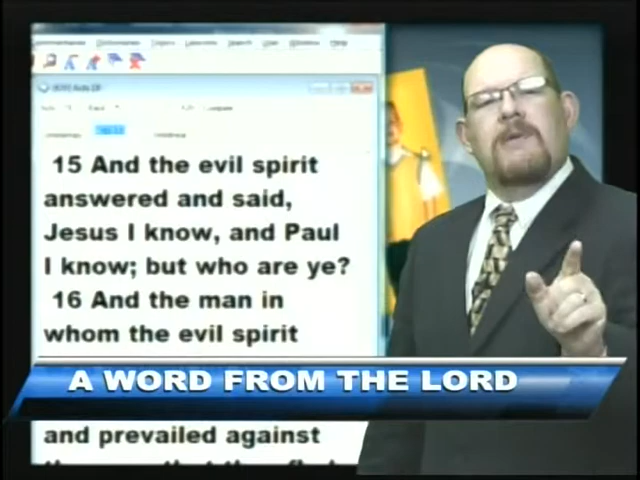 15 And the evil spirit
answered and said,
Jesus I know, and Paul
I know; but who are ye?
16 And the man in
whom the evil spirit
A WORD FROM THE LORD
and prevailed against